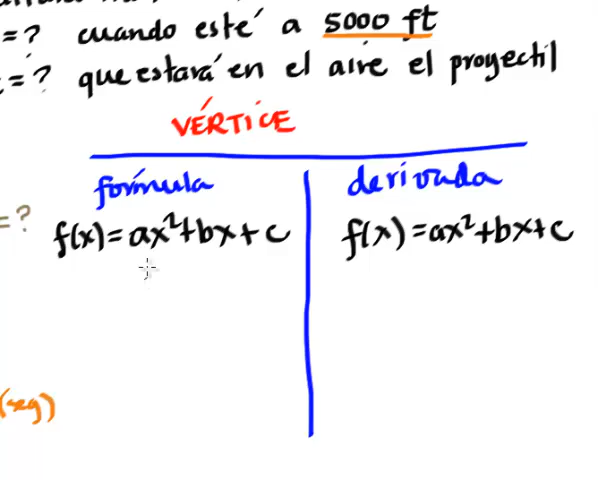 =? cuando esté a 5000 ft
t=? que estará en el aire el proyectil
VÉRTICE
fórmula
derivada
=?
f(x)=ax²+bx+c
f(x)=ax²+bx+c
(seg)